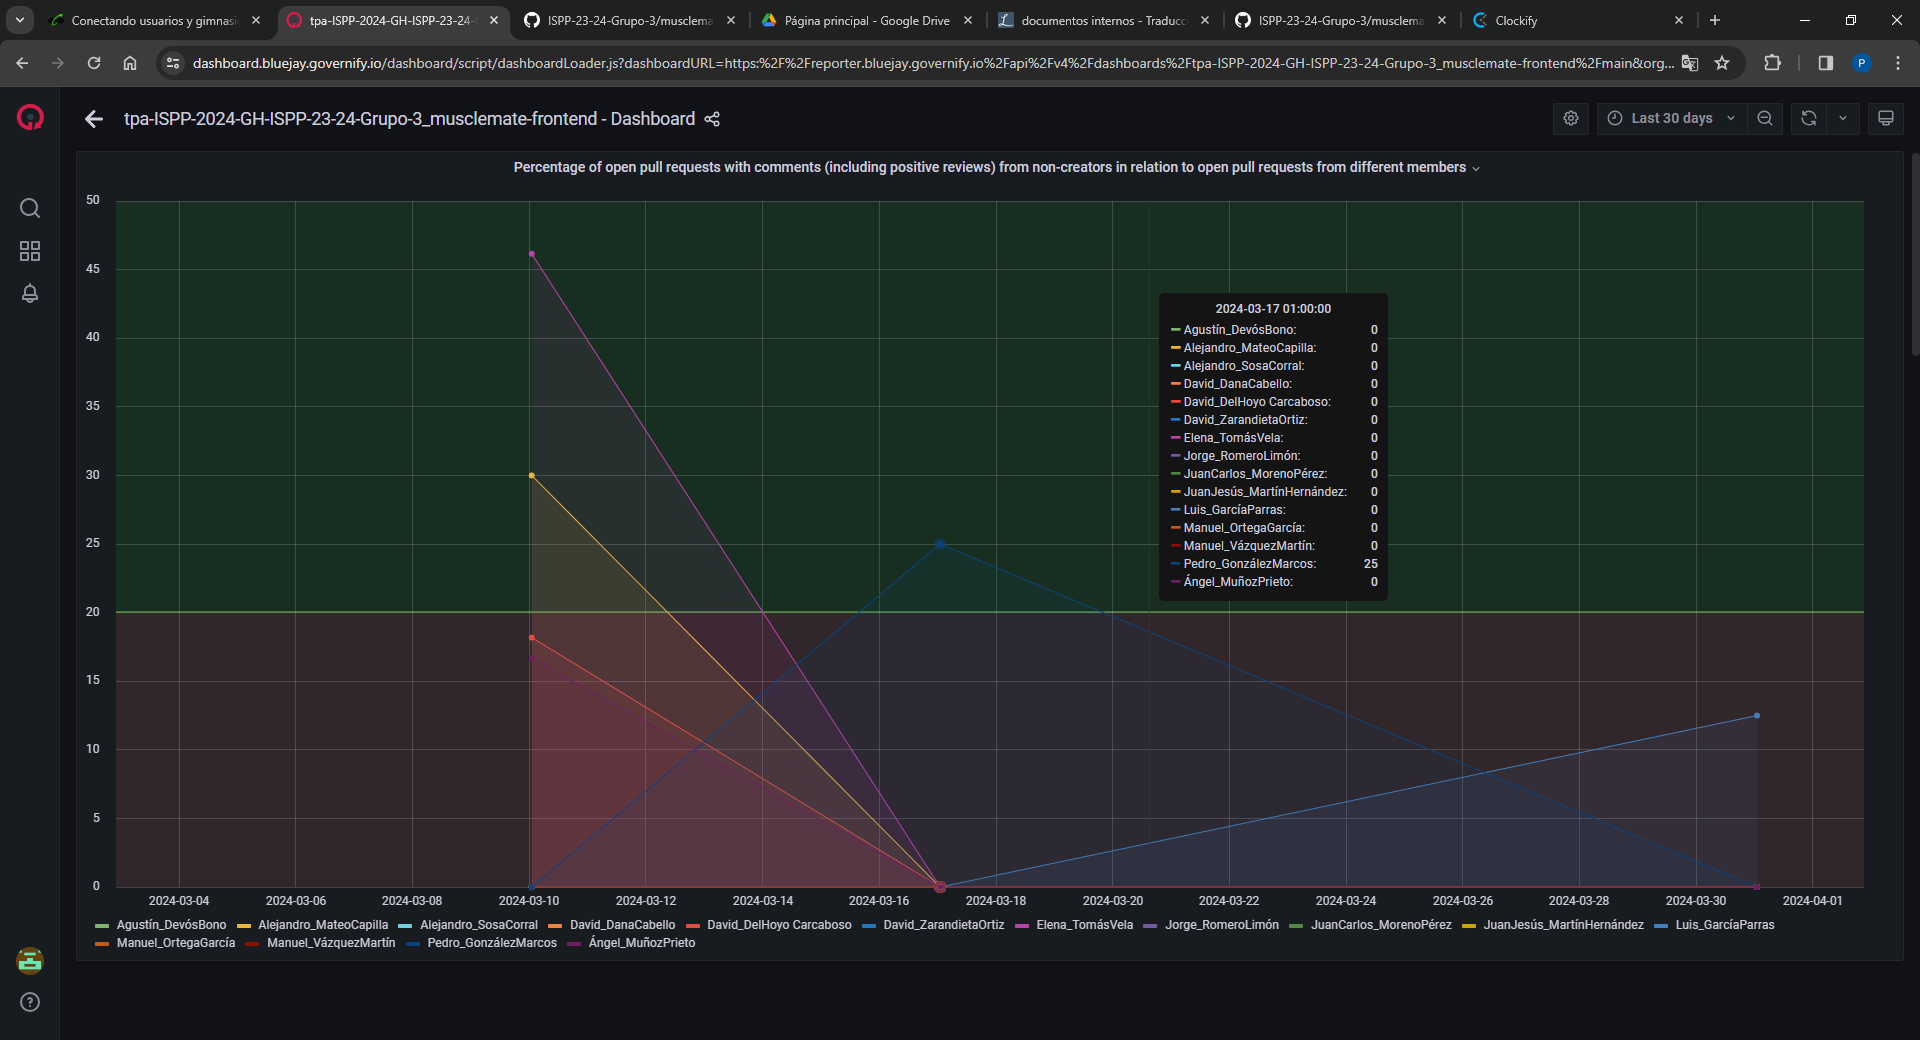 Conectando usuarios y gimnasi
tpa-ISPP-2024-GH-ISPP-23-24-
ISPP-23-24-Grupo-3/musclema
Página principal - Google Drive
documentos internos - Traducc
ISPP-23-24-Grupo-3/musclema
Clockify
dashboard.bluejay.governify.io/dashboard/script/dashboardLoader.js?dashboardURL=https:%2F%2Freporter.bluejay.governify.io%2Fapi%2Fv4%2Fdashboards%2Ftpa-ISPP-2024-GH-ISPP-23-24-Grupo-3_musclemate-frontend%2Fmain&org...
P
tpa-ISPP-2024-GH-ISPP-23-24-Grupo-3_musclemate-frontend - Dashboard
Last 30 days
Percentage of open pull requests with comments (including positive reviews) from non-creators in relation to open pull requests from different members
50
45
40
35
30
25
20
15
10
5
0
2024-03-17 01:00:00
Agustín_DevósBono: 0
Alejandro_MateoCapilla: 0
Alejandro_SosaCorral: 0
David_DanaCabello: 0
David_DelHoyo Carcaboso: 0
David_ZarandietaOrtiz: 0
Elena_TomásVela: 0
Jorge_RomeroLimón: 0
JuanCarlos_MorenoPérez: 0
JuanJesús_MartínHernández: 0
Luis_GarcíaParras: 0
Manuel_OrtegaGarcía: 0
Manuel_VázquezMartín: 0
Pedro_GonzálezMarcos: 25
Ángel_MuñozPrieto: 0
2024-03-04 2024-03-06 2024-03-08 2024-03-10 2024-03-12 2024-03-14 2024-03-16 2024-03-18 2024-03-20 2024-03-22 2024-03-24 2024-03-26 2024-03-28 2024-03-30 2024-04-01
Agustín_DevósBono Alejandro_MateoCapilla Alejandro_SosaCorral David_DanaCabello David_DelHoyo Carcaboso David_ZarandietaOrtiz Elena_TomásVela Jorge_RomeroLimón JuanCarlos_MorenoPérez JuanJesús_MartínHernández Luis_GarcíaParras
Manuel_OrtegaGarcía Manuel_VázquezMartín Pedro_GonzálezMarcos Ángel_MuñozPrieto